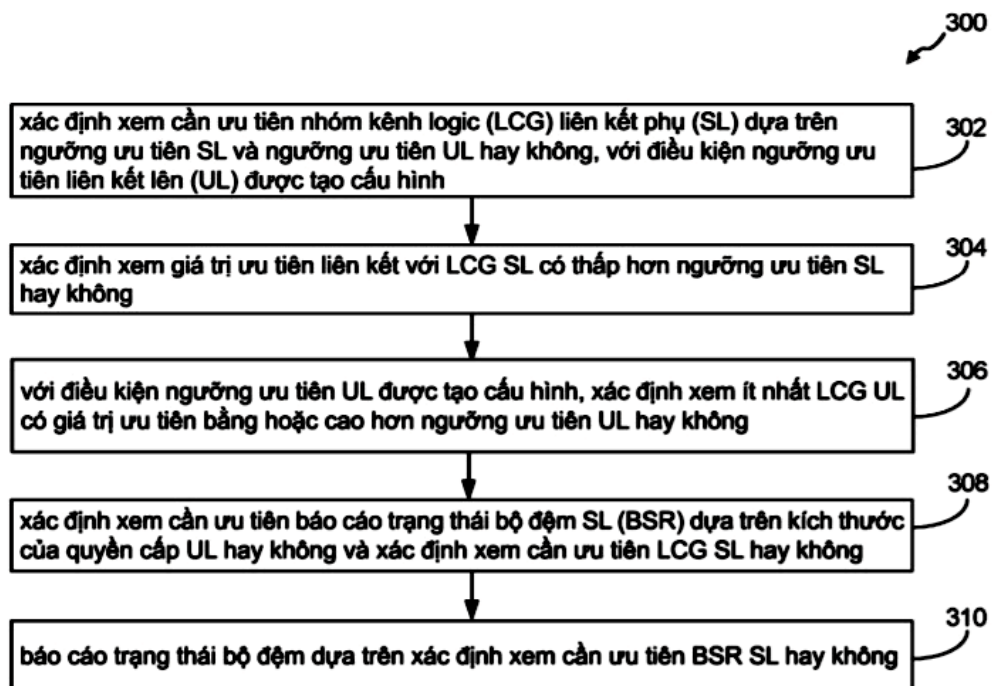 300
xác định xem cần ưu tiên nhóm kênh logic (LCG) liên kết phụ (SL) dựa trên
ngưỡng ưu tiên SL và ngưỡng ưu tiên UL hay không, với điều kiện ngưỡng ưu
tiên liên kết lên (UL) được tạo cấu hình
302
xác định xem giá trị ưu tiên liên kết với LCG SL có thấp hơn ngưỡng ưu tiên SL
hay không
304
với điều kiện ngưỡng ưu tiên UL được tạo cấu hình, xác định xem ít nhất LCG UL
có giá trị ưu tiên bằng hoặc cao hơn ngưỡng ưu tiên UL hay không
306
xác định xem cần ưu tiên báo cáo trạng thái bộ đệm SL (BSR) dựa trên kích thước
của quyền cấp UL hay không và xác định xem cần ưu tiên LCG SL hay không
308
báo cáo trạng thái bộ đệm dựa trên xác định xem cần ưu tiên BSR SL hay không
310